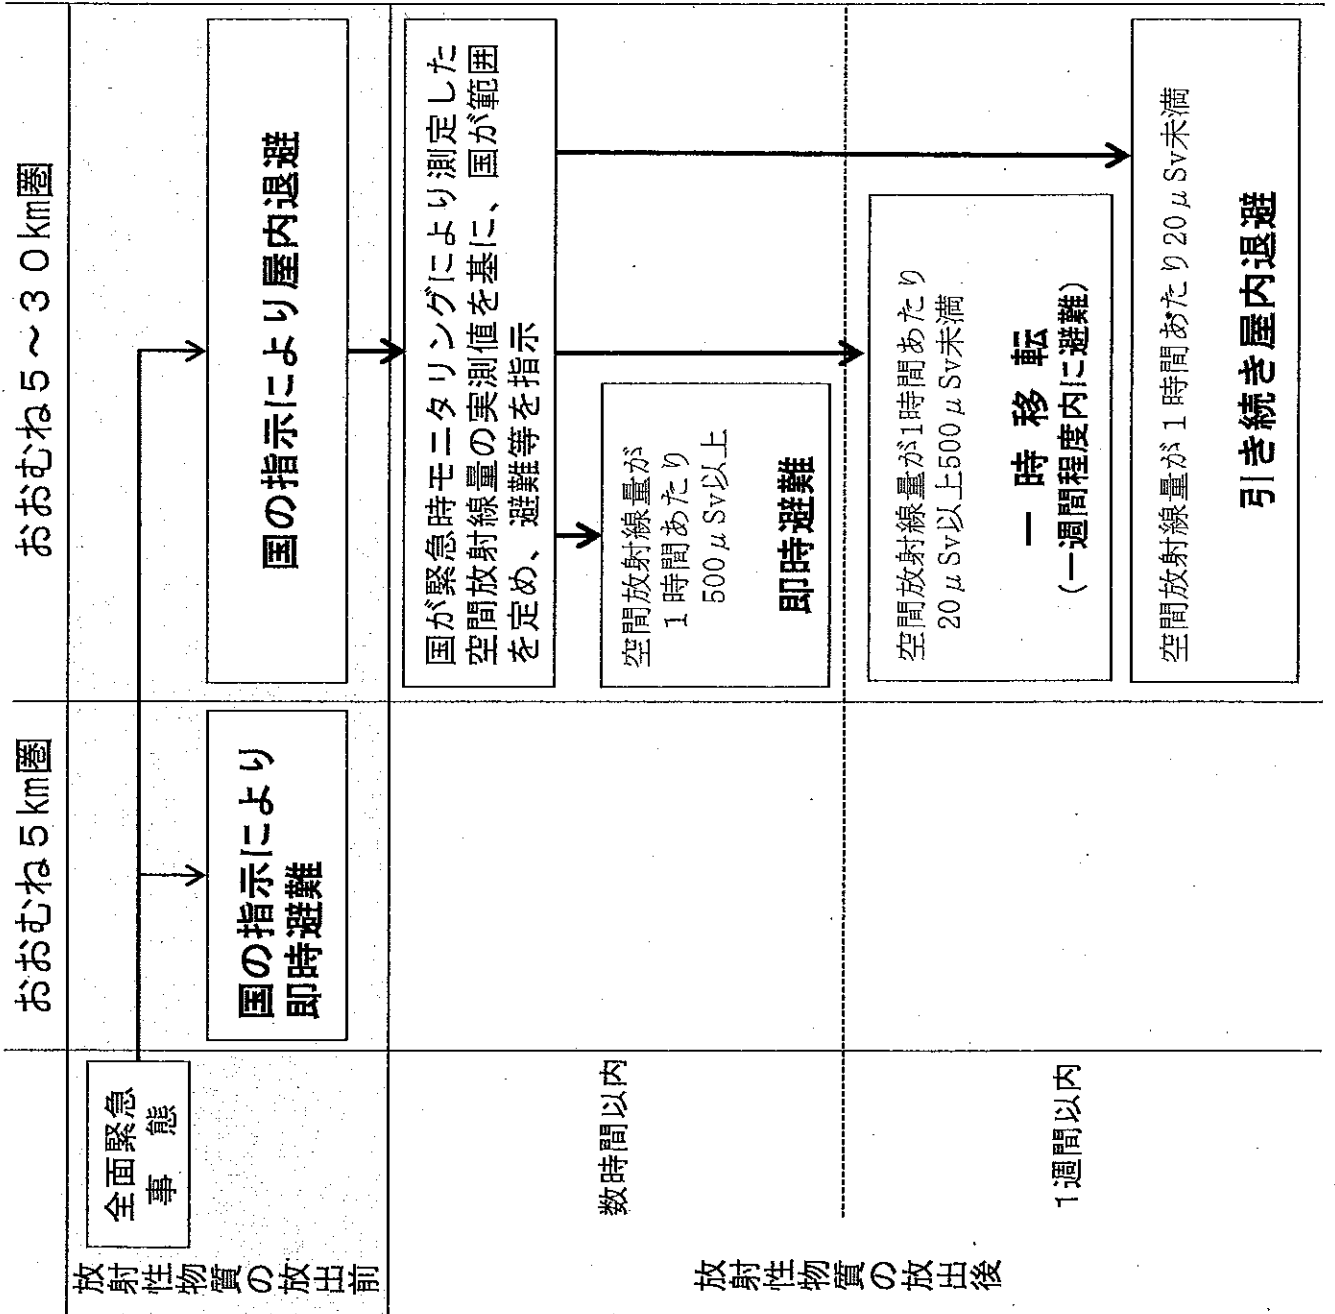 おおむね5km圏
おおむね5～30km圏
放射性物質の放出前
全面緊急
事　態
国の指示により
即時避難
国の指示により屋内退避
放射性物質の放出後
数時間以内
国が緊急時モニタリングにより測定した
空間放射線量の実測値を基に、国が範囲
を定め、避難等を指示
空間放射線量が
1時間あたり
500μSv以上
即時避難
1週間以内
空間放射線量が1時間あたり
20μSv以上500μSv未満
一　時　移　転
(一週間程度内に避難)
空間放射線量が1時間あたり20μSv未満
引き続き屋内退避